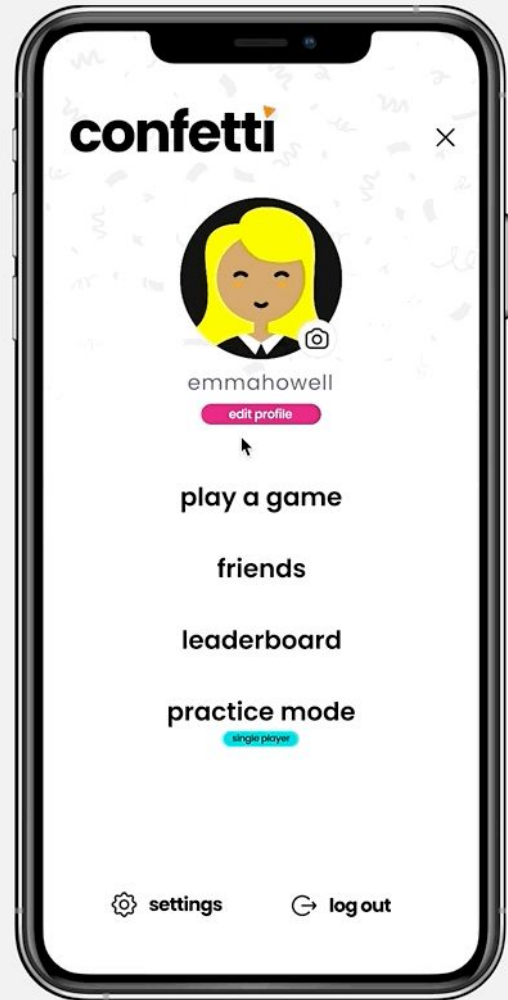 confetti
emmahowell
edit profile
play a game
friends
leaderboard
practice mode
single player
settings
log out